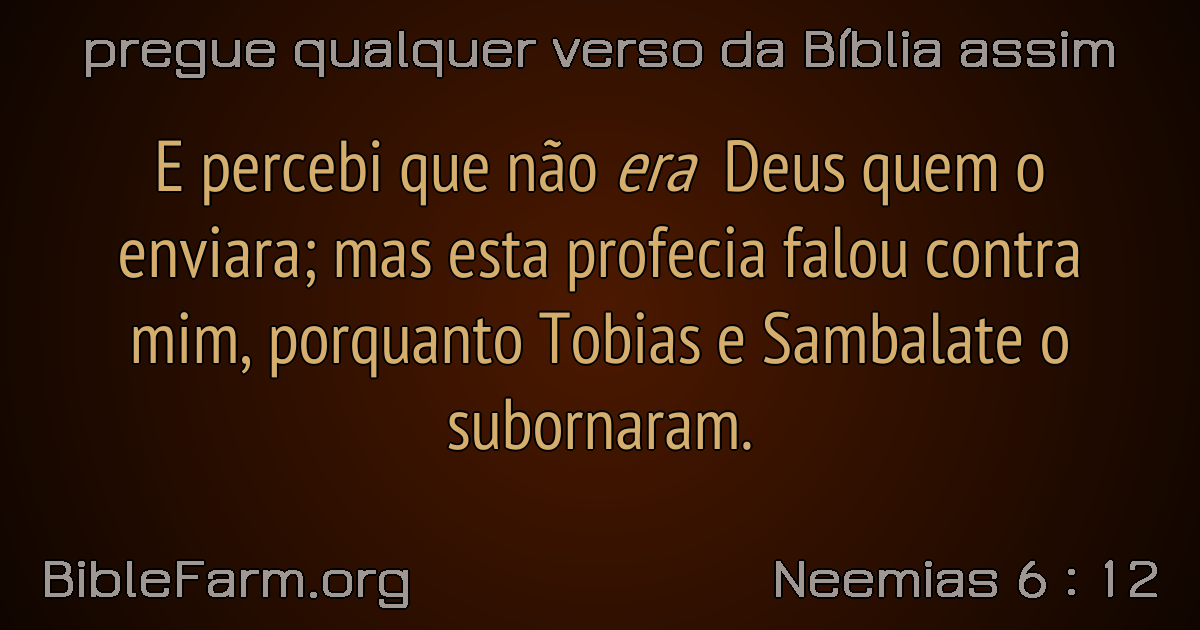 pregue qualquer verso da Bíblia assim
E percebi que não era Deus quem o
enviara; mas esta profecia falou contra
mim, porquanto Tobias e Sambalate o
subornaram.
BibleFarm.org
Neemias 6 : 12